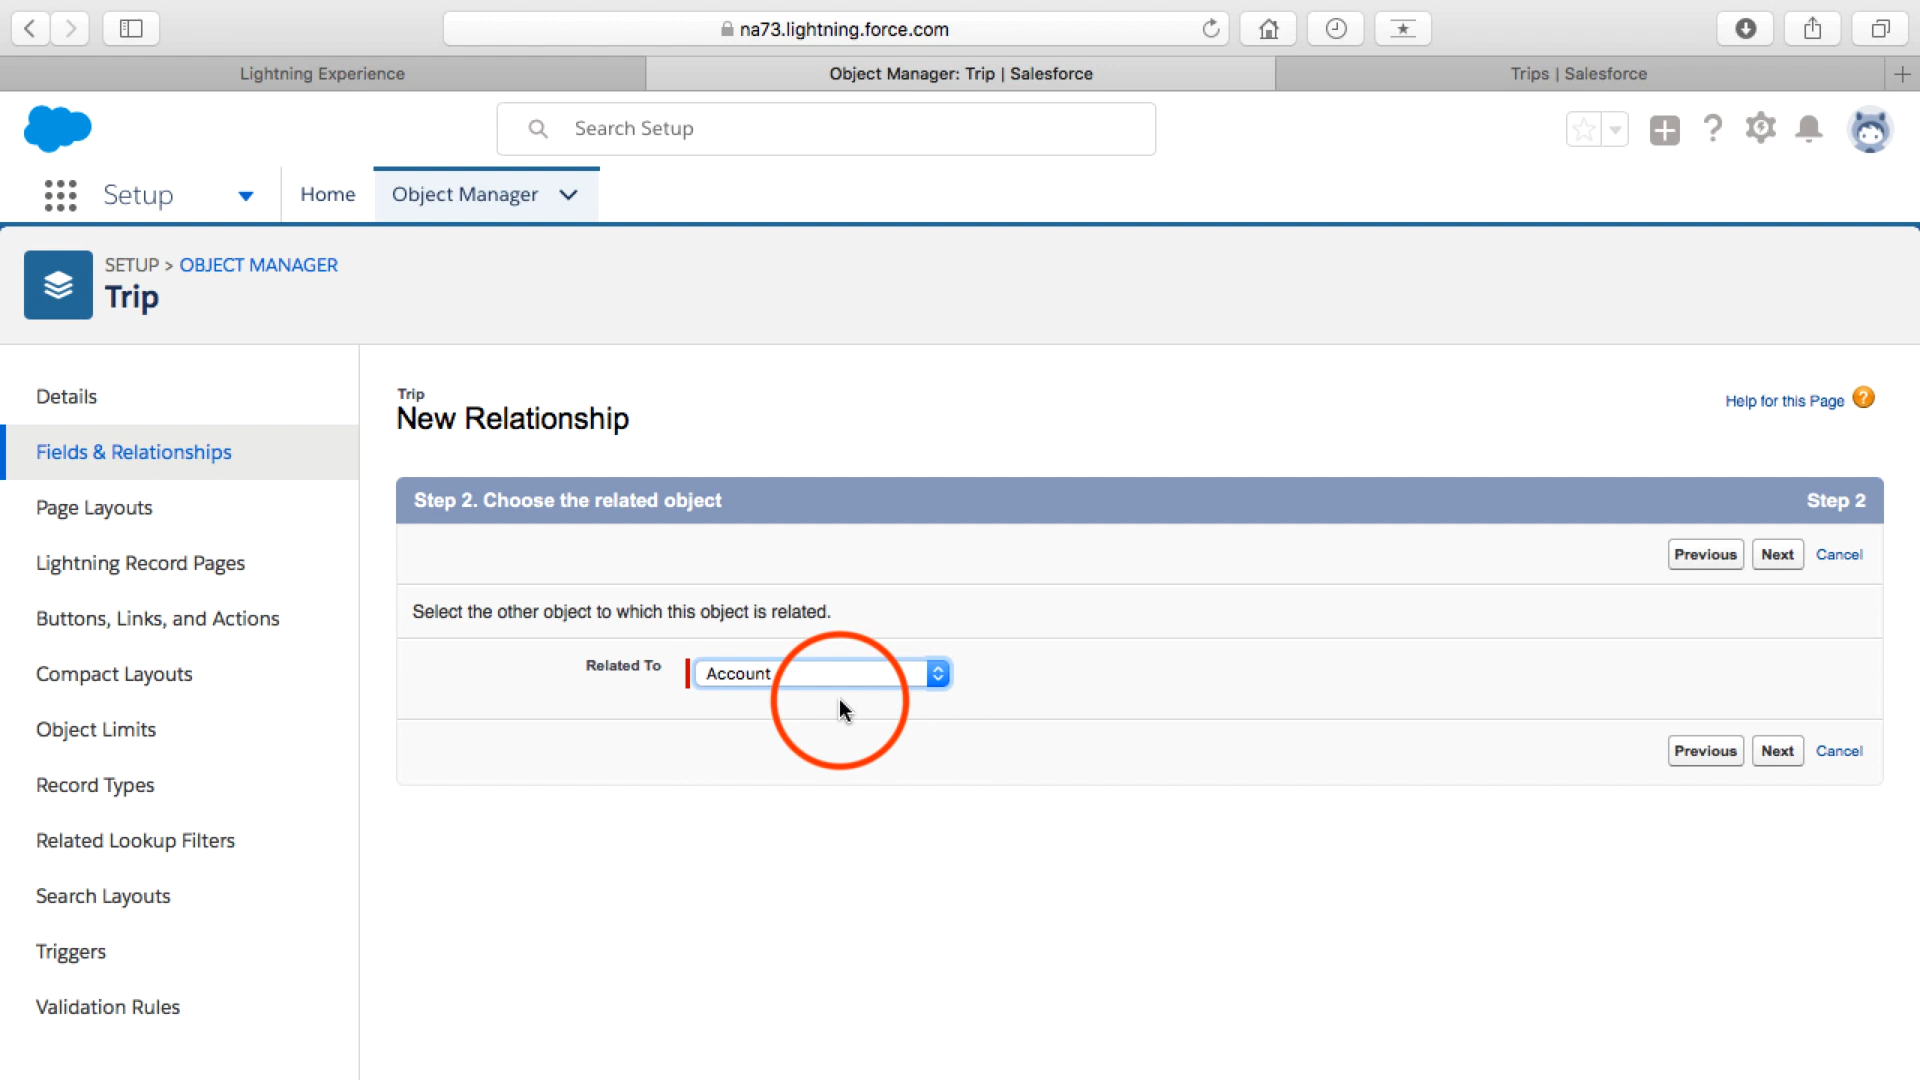 na73.lightning.force.com
Lightning Experience
Object Manager: Trip | Salesforce
Trips | Salesforce
Search Setup
Setup
Home
Object Manager
SETUP > OBJECT MANAGER
Trip
Details
Fields & Relationships
Page Layouts
Lightning Record Pages
Buttons, Links, and Actions
Compact Layouts
Object Limits
Record Types
Related Lookup Filters
Search Layouts
Triggers
Validation Rules
Trip
New Relationship
Help for this Page ?
Step 2. Choose the related object
Step 2
Previous Next Cancel
Select the other object to which this object is related.
Related To Account
Previous Next Cancel